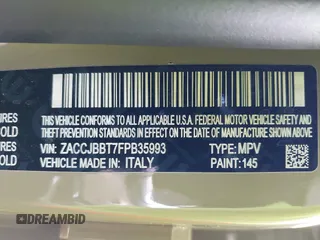 THIS VEHICLE CONFORMS TO ALL APPLICABLE U.S.A. FEDERAL MOTOR VEHICLE SAFETY AND
IRES
OLD
THEFT PREVENTION STANDARDS IN EFFECT ON THE DATE OF MANUFACTURE SHOWN ABOVE.
VIN: ZACCJBBT7FPB35993 TYPE: MPV
VEHICLE MADE IN: ITALY PAINT: 145
IRES
OLD
DREAMBID